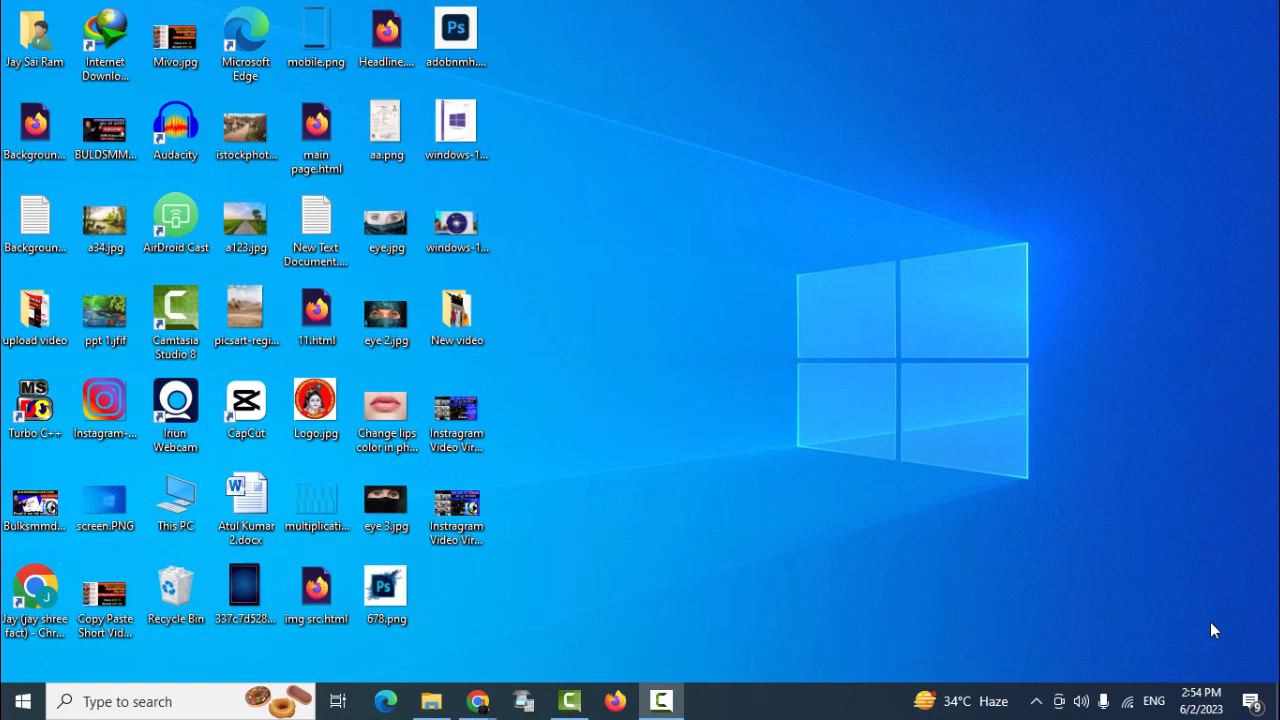 Jay Sai Ram
Internet
Downlo...
Mivo.jpg
Microsoft
Edge
mobile.png
Headline....
Ps
adobnmh....
Backgroun...
BULDSMM...
Audacity
istockphot...
main
page.html
aa.png
windows-1...
Backgroun...
a34.jpg
AirDroid Cast
a123.jpg
New Text
Document....
eye.jpg
windows-1...
upload video
ppt 1.jfif
Camtasia
Studio 8
picsart-regi...
11.html
eye 2.jpg
New video
MS
Turbo C++
Instagram-...
Iriun
Webcam
CapCut
Logo.jpg
Change lips
color in ph...
Instragram
Video Vir...
Bulksmmd...
screen.PNG
This PC
W
Atul Kumar
2.docx
multiplicati...
eye 3.jpg
Instragram
Video Vir...
J
Jay (jay shree
fact) - Chr...
Copy Paste
Short Vid...
Recycle Bin
337c7d528...
img src.html
Ps
678.png
Type to search
34°C Haze
ENG
2:54 PM
6/2/2023
9